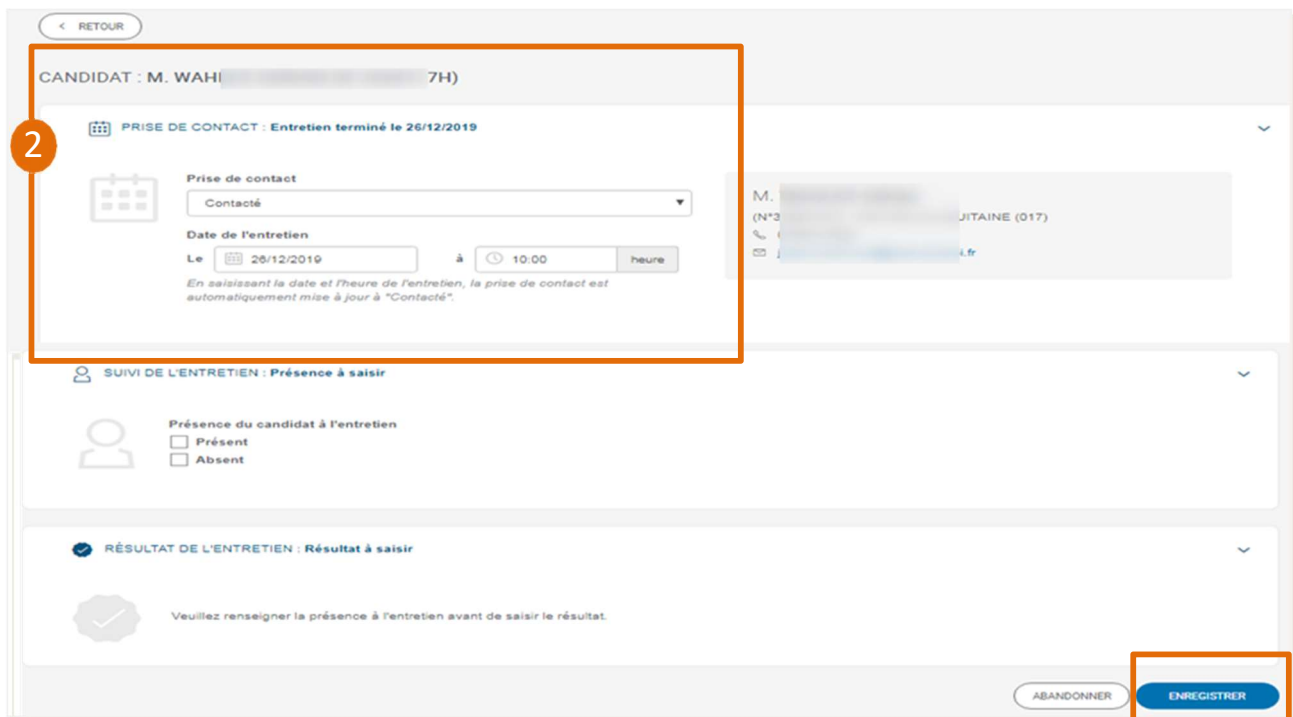 < RETOUR
CANDIDAT : M. WAHI 7H)
2
PRISE DE CONTACT : Entretien terminé le 26/12/2019
Prise de contact
Contacté
Date de l'entretien
Le 26/12/2019 à 10:00 heure
En saisissant la date et l'heure de l'entretien, la prise de contact est
automatiquement mise à jour à "Contacté".
M.
(N°3 UITAINE (017)
.fr
SUIVI DE L'ENTRETIEN : Présence à saisir
Présence du candidat à l'entretien
Présent
Absent
RÉSULTAT DE L'ENTRETIEN : Résultat à saisir
Veuillez renseigner la présence à l'entretien avant de saisir le résultat.
ABANDONNER
ENREGISTRER